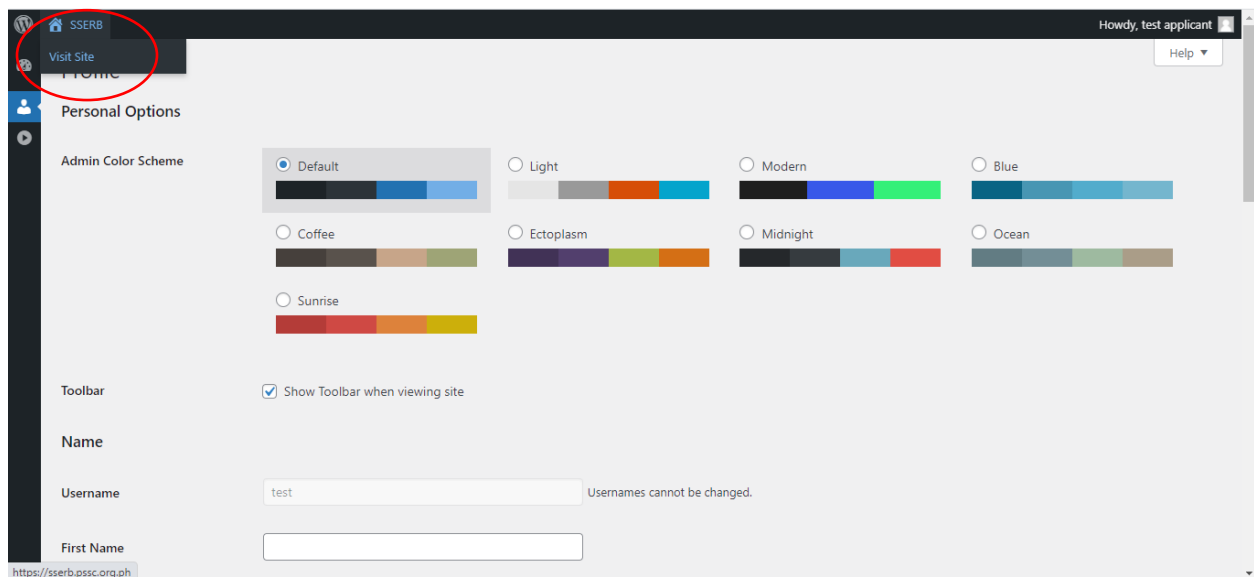 SSERB
Howdy, test applicant
Visit Site
Help ▼
Profile
Personal Options
Admin Color Scheme
Default
Light
Modern
Blue
Coffee
Ectoplasm
Midnight
Ocean
Sunrise
Toolbar
Show Toolbar when viewing site
Name
Username
test
Usernames cannot be changed.
First Name
https://sserb.pssc.org.ph